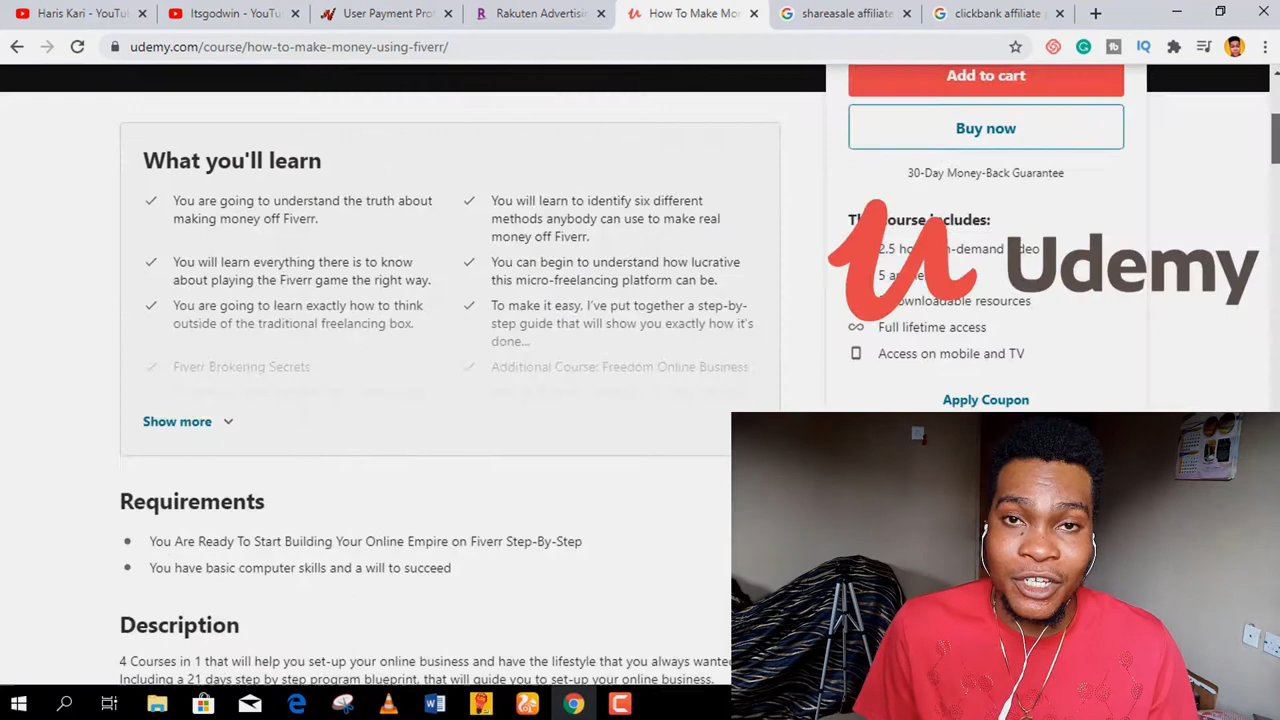 Haris Kari - YouTu
Itsgodwin - YouTu
User Payment Pro
Rakuten Advertisi
How To Make Mo
shareasale affiliate
clickbank affiliate
udemy.com/course/how-to-make-money-using-fiverr/
IQ
Add to cart
Buy now
30-Day Money-Back Guarantee
What you'll learn
You are going to understand the truth about
making money off Fiverr.
You will learn everything there is to know
about playing the Fiverr game the right way.
You are going to learn exactly how to think
outside of the traditional freelancing box.
Fiverr Brokering Secrets
You will learn to identify six different
methods anybody can use to make real
money off Fiverr.
You can begin to understand how lucrative
this micro-freelancing platform can be.
To make it easy, I've put together a step-by-
step guide that will show you exactly how it's
done...
Additional Course: Freedom Online Business
Show more
course includes:
2.5
5
downloadable resources
Full lifetime access
Access on mobile and TV
Apply Coupon
Udemy
Requirements
You Are Ready To Start Building Your Online Empire on Fiverr Step-By-Step
You have basic computer skills and a will to succeed
Description
4 Courses in 1 that will help you set-up your online business and have the lifestyle that you always wante
Including a 21 days step by step program blueprint, that will guide you to set-up your online business.